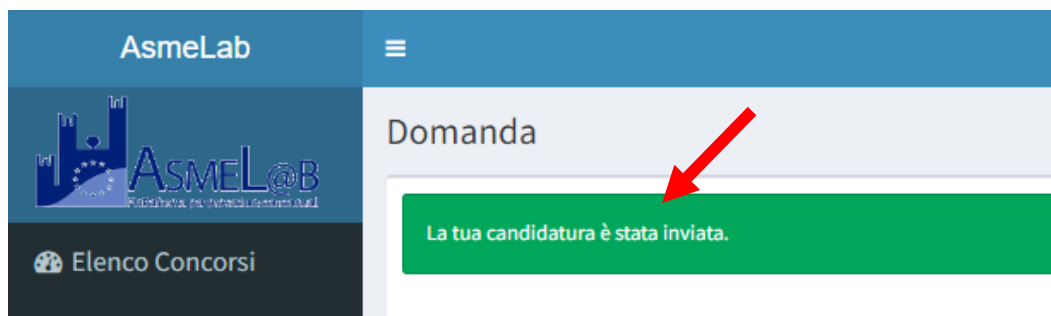 AsmeLab
ASMEL@B
Domanda
La tua candidatura è stata inviata.
Elenco Concorsi